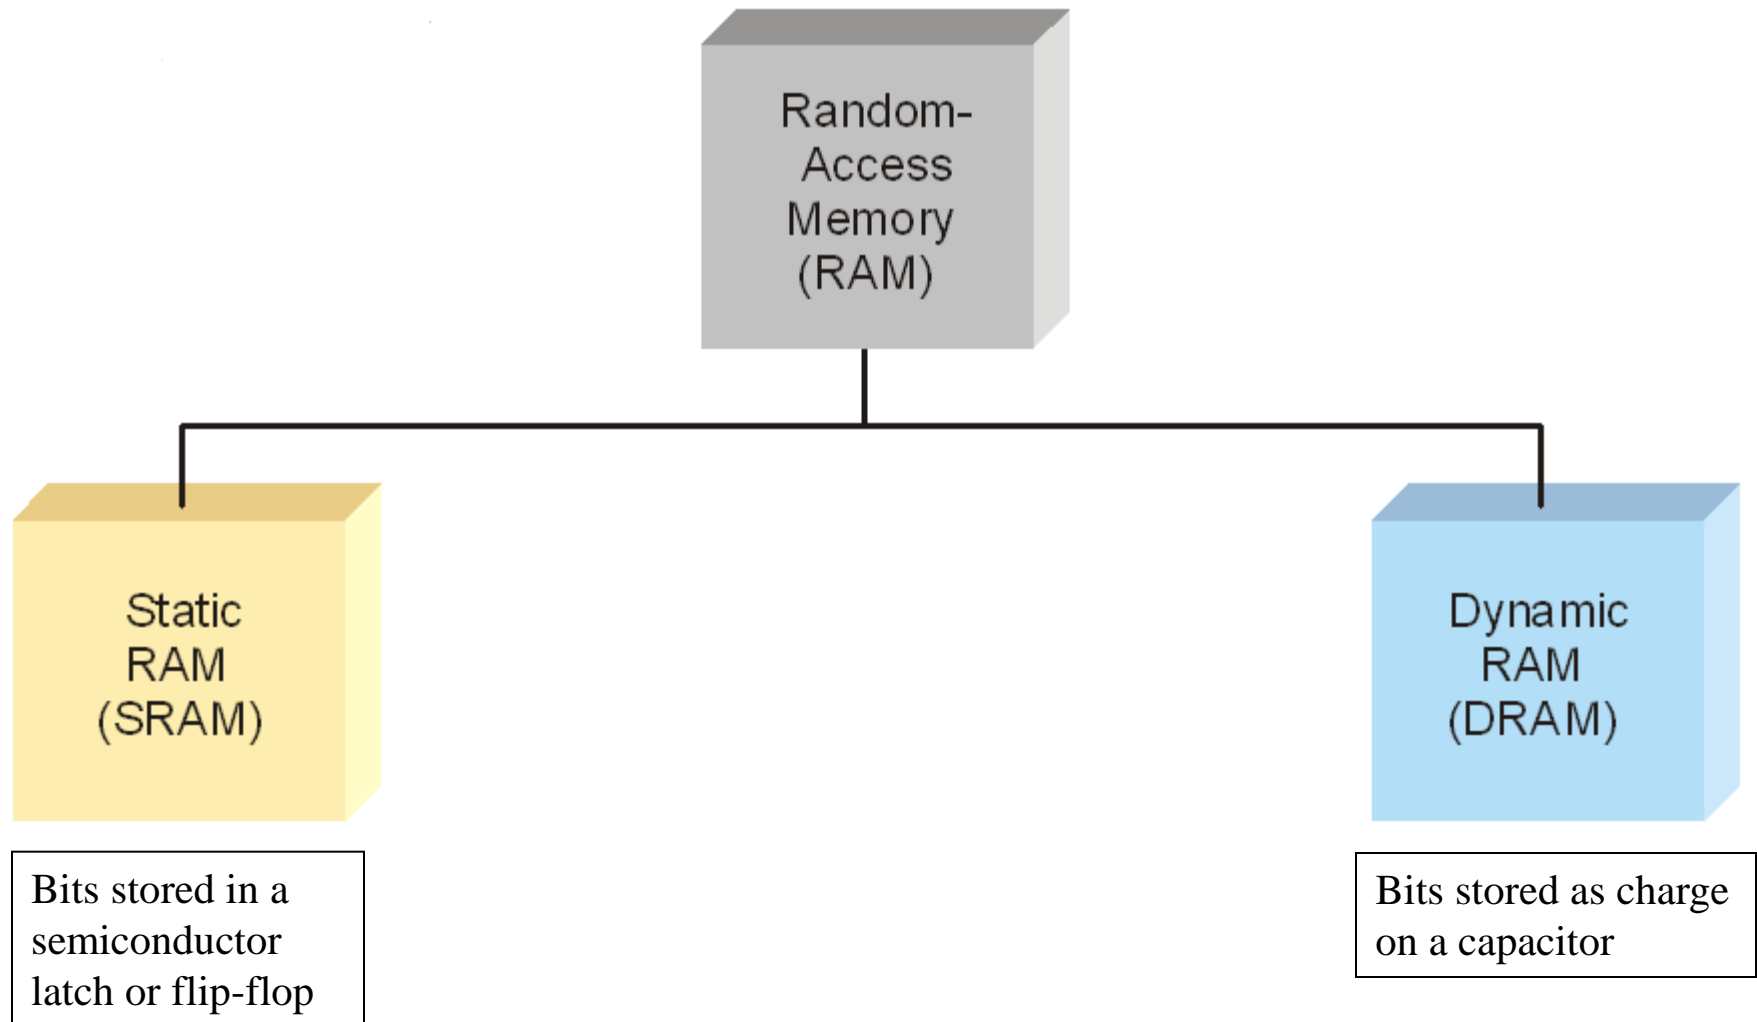 Random-
Access
Memory
(RAM)
Static
RAM
(SRAM)
Dynamic
RAM
(DRAM)
Bits stored in a
semiconductor
latch or flip-flop
Bits stored as charge
on a capacitor